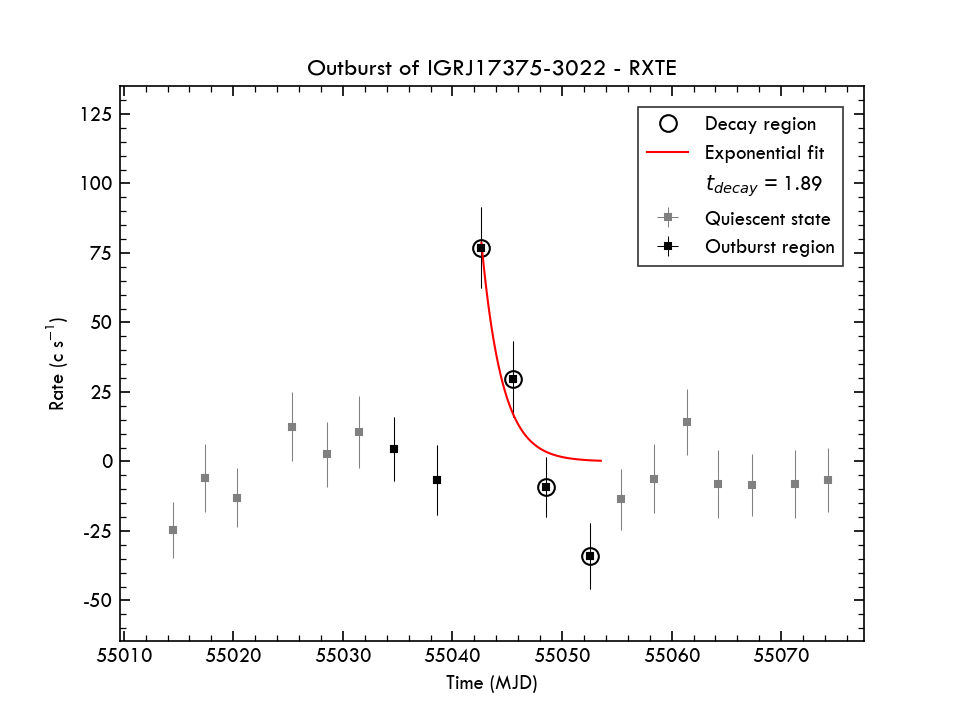 Outburst of IGRJ17375-3022 - RXTE
125
100
75
50
25
0
-25
-50
Rate (c s⁻¹)
Decay region
Exponential fit
t_decay = 1.89
Quiescent state
Outburst region
55010 55020 55030 55040 55050 55060 55070
Time (MJD)